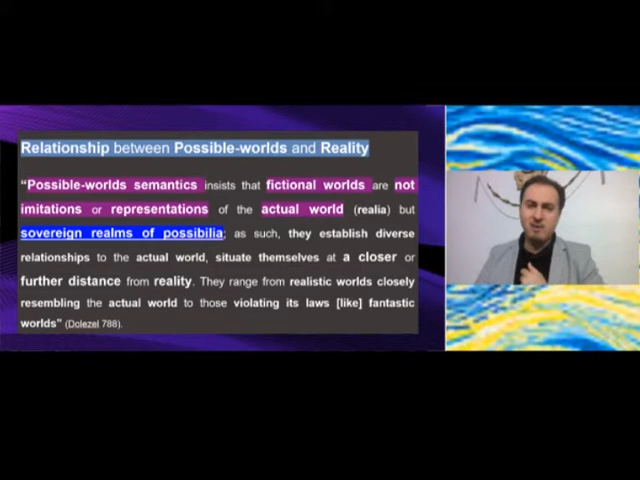 Relationship between Possible-worlds and Reality
"Possible-worlds semantics insists that fictional worlds are not
imitations or representations of the actual world (realia) but
sovereign realms of possibilia; as such, they establish diverse
relationships to the actual world, situate themselves at a closer or
further distance from reality. They range from realistic worlds closely
resembling the actual world to those violating its laws [like] fantastic
worlds" (Dolezel 788).